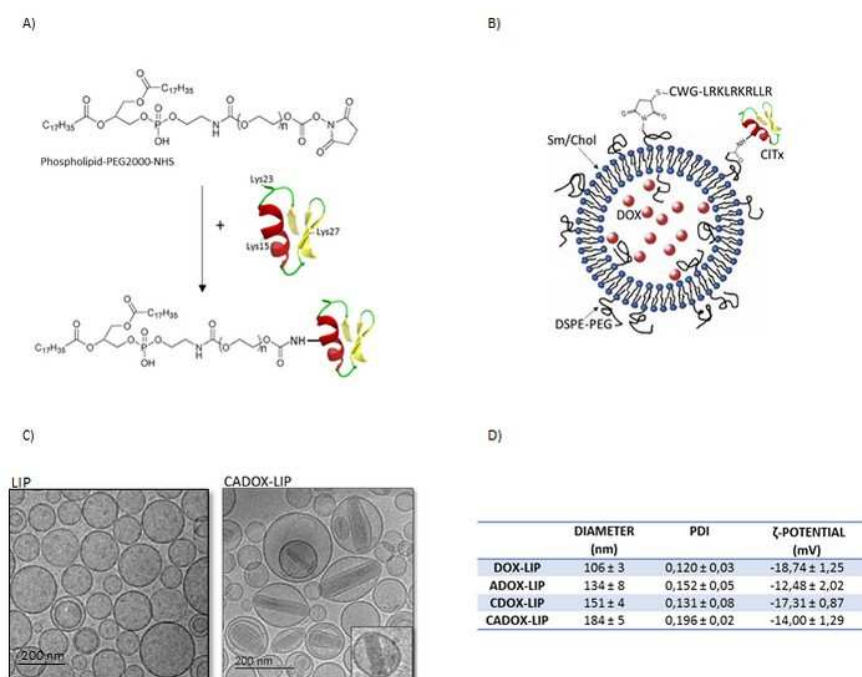 A)
B)
O
C17H35
O
O
C17H35
O
O
P
O
OH
N
H
O
O
n
O
O
O
N
O
O
Phospholipid-PEG2000-NHS
S
CWG-LRKLRKRLLR
O
N
O
Sm/Chol
NH
O
ClTx
DOX
DSPE-PEG
+
Lys23
Lys27
Lys15
O
C17H35
O
O
C17H35
O
O
P
O
OH
N
H
O
O
n
O
O
NH
C)
D)
LIP
CADOX-LIP
200 nm
200 nm
DIAMETER (nm) PDI ζ-POTENTIAL (mV)
DOX-LIP 106 ± 3 0,120 ± 0,03 -18,74 ± 1,25
ADOX-LIP 134 ± 8 0,152 ± 0,05 -12,48 ± 2,02
CDOX-LIP 151 ± 4 0,131 ± 0,08 -17,31 ± 0,87
CADOX-LIP 184 ± 5 0,196 ± 0,02 -14,00 ± 1,29